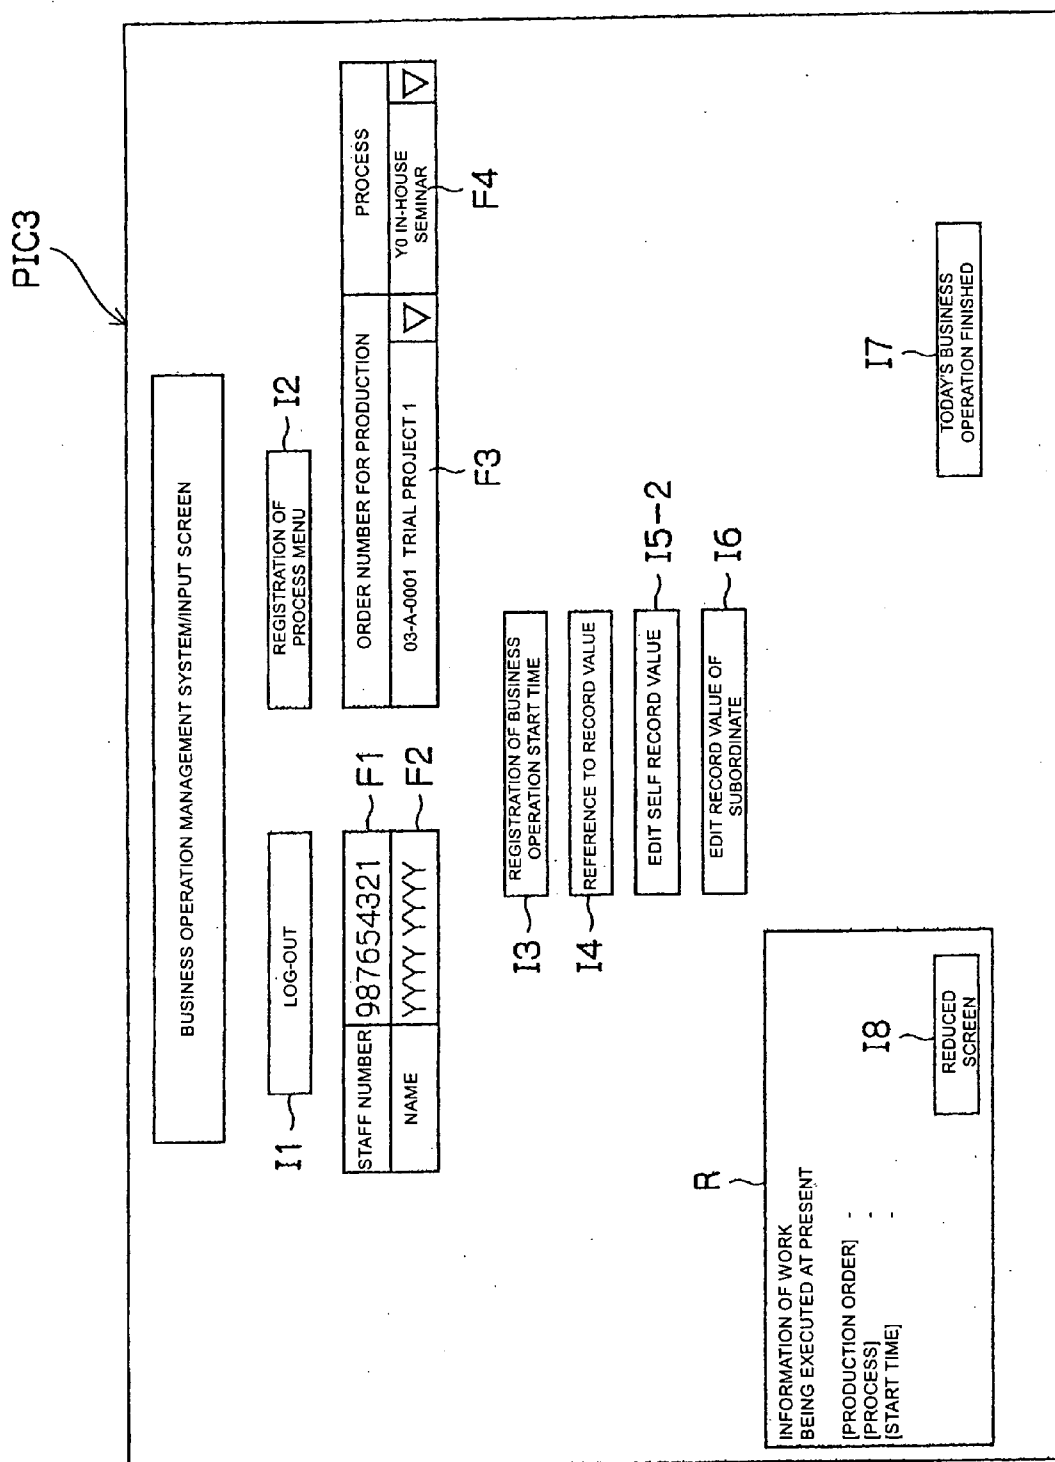 PIC3
BUSINESS OPERATION MANAGEMENT SYSTEM/INPUT SCREEN
I1
LOG-OUT
REGISTRATION OF
PROCESS MENU
I2
STAFF NUMBER
987654321
F1
NAME
YYYY YYYY
F2
ORDER NUMBER FOR PRODUCTION
PROCESS
03-A-0001 TRIAL PROJECT 1
▽
Y0 IN-HOUSE
SEMINAR
▽
F3
F4
I3
REGISTRATION OF BUSINESS
OPERATION START TIME
I4
REFERENCE TO RECORD VALUE
EDIT SELF RECORD VALUE
I5-2
EDIT RECORD VALUE OF
SUBORDINATE
I6
R
INFORMATION OF WORK
BEING EXECUTED AT PRESENT
[PRODUCTION ORDER] -
[PROCESS] -
[START TIME] -
I8
REDUCED
SCREEN
I7
TODAY'S BUSINESS
OPERATION FINISHED